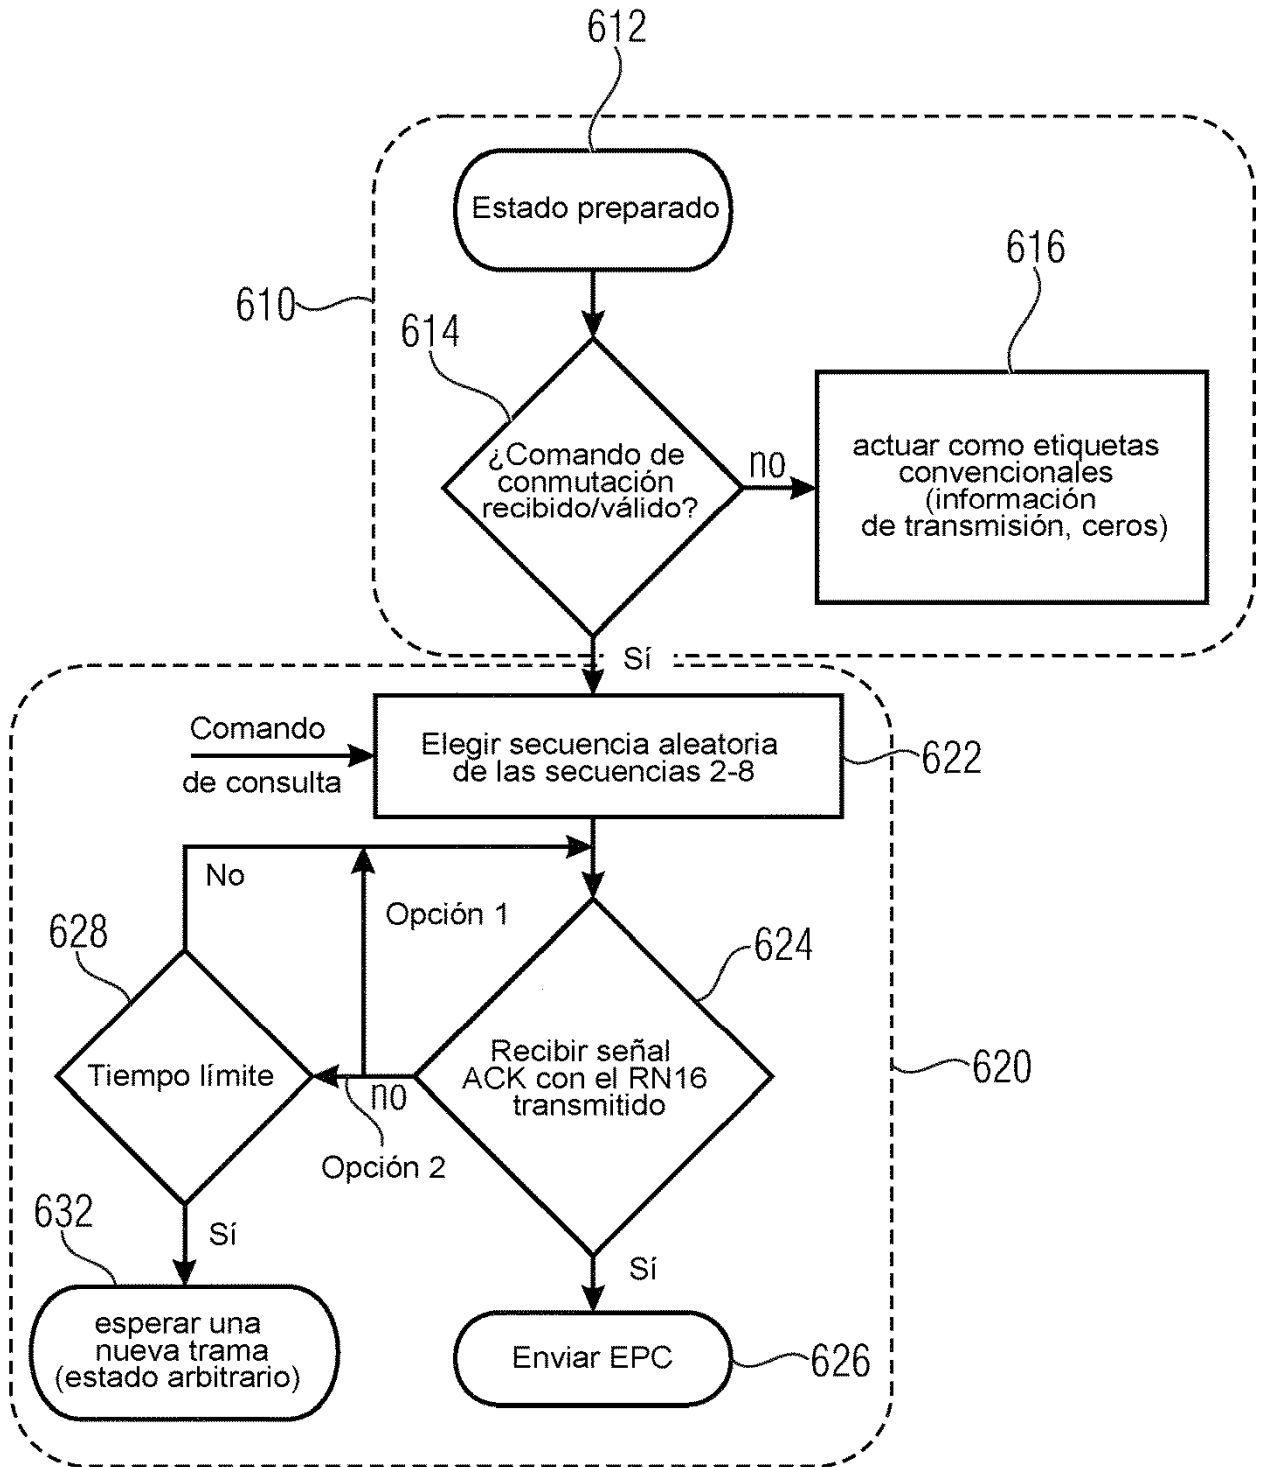 612
Estado preparado
616
610
614
¿Comando de
conmutación
recibido/válido?
no
actuar como etiquetas
convencionales
(información
de transmisión, ceros)
Sí
Comando
de consulta
Elegir secuencia aleatoria
de las secuencias 2-8
622
No
Opción 1
628
624
Tiempo límite
no
Recibir señal
ACK con el RN16
transmitido
620
Opción 2
632
Sí
Sí
esperar una
nueva trama
(estado arbitrario)
Enviar EPC
626